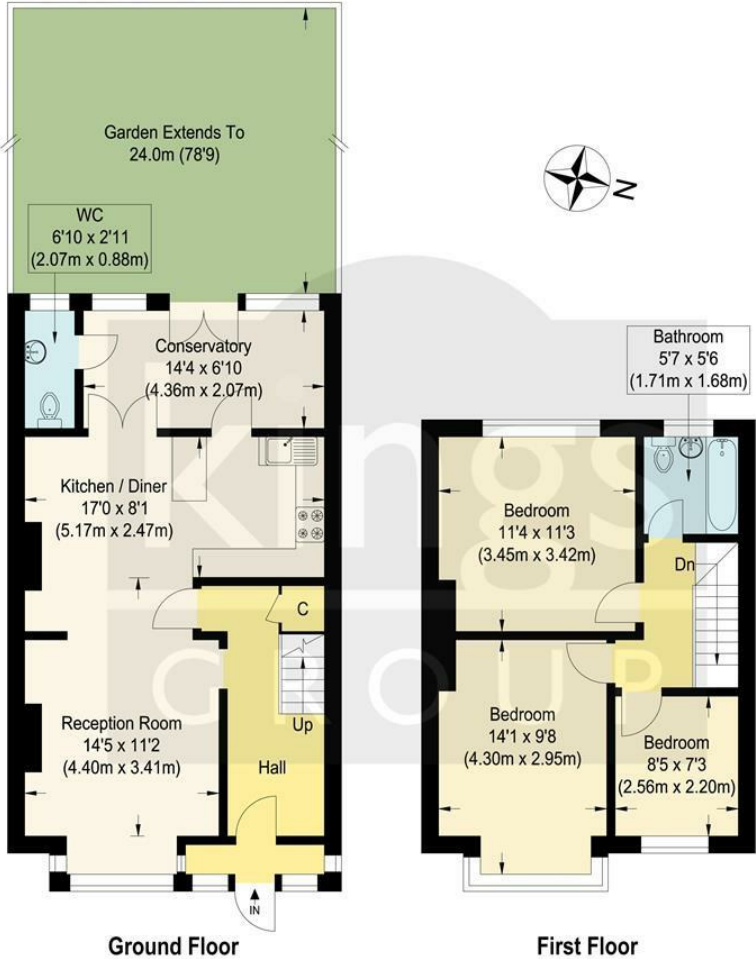 Garden Extends To
24.0m (78'9)
N
WC
6'10 x 2'11
(2.07m x 0.88m)
Conservatory
14'4 x 6'10
(4.36m x 2.07m)
Bathroom
5'7 x 5'6
(1.71m x 1.68m)
kings
GROUP
Kitchen / Diner
17'0 x 8'1
(5.17m x 2.47m)
Bedroom
11'4 x 11'3
(3.45m x 3.42m)
Dn
C
Up
Hall
Reception Room
14'5 x 11'2
(4.40m x 3.41m)
Bedroom
14'1 x 9'8
(4.30m x 2.95m)
Bedroom
8'5 x 7'3
(2.56m x 2.20m)
IN
Ground Floor
First Floor